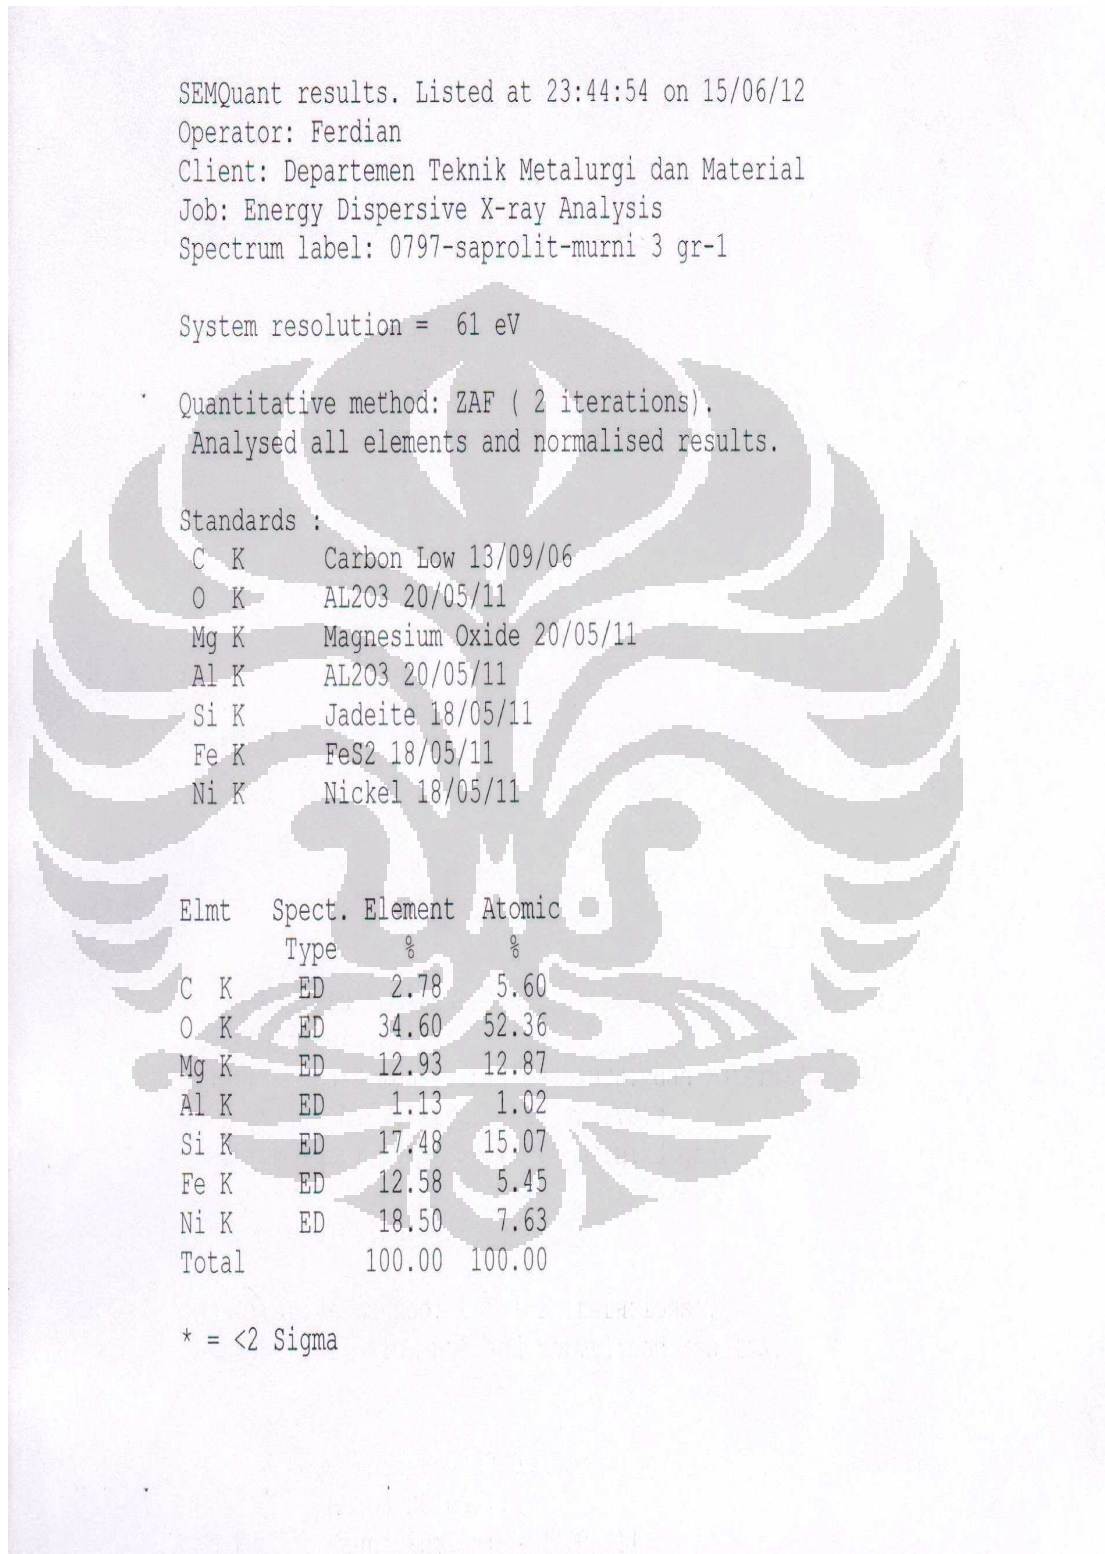 SEMQuant results. Listed at 23:44:54 on 15/06/12
Operator: Ferdian
Client: Departemen Teknik Metalurgi dan Material
Job: Energy Dispersive X-ray Analysis
Spectrum label: 0797-saprolit-murni 3 gr-1
System resolution = 61 eV
Quantitative method: ZAF ( 2 iterations).
Analysed all elements and normalised results.
Standards :
C K Carbon Low 13/09/06
O K AL2O3 20/05/11
Mg K Magnesium Oxide 20/05/11
Al K AL2O3 20/05/11
Si K Jadeite 18/05/11
Fe K FeS2 18/05/11
Ni K Nickel 18/05/11
Elmt Spect. Element Atomic
Type % %
C K ED 2.78 5.60
O K ED 34.60 52.36
Mg K ED 12.93 12.87
Al K ED 1.13 1.02
Si K ED 17.48 15.07
Fe K ED 12.58 5.45
Ni K ED 18.50 7.63
Total 100.00 100.00
* = <2 Sigma